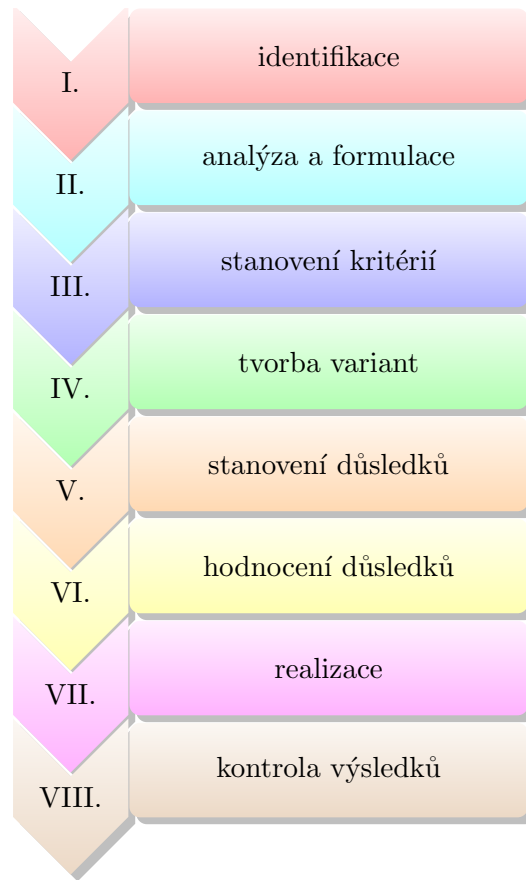 I.
identifikace
II.
analýza a formulace
III.
stanovení kritérií
IV.
tvorba variant
V.
stanovení důsledků
VI.
hodnocení důsledků
VII.
realizace
VIII.
kontrola výsledků